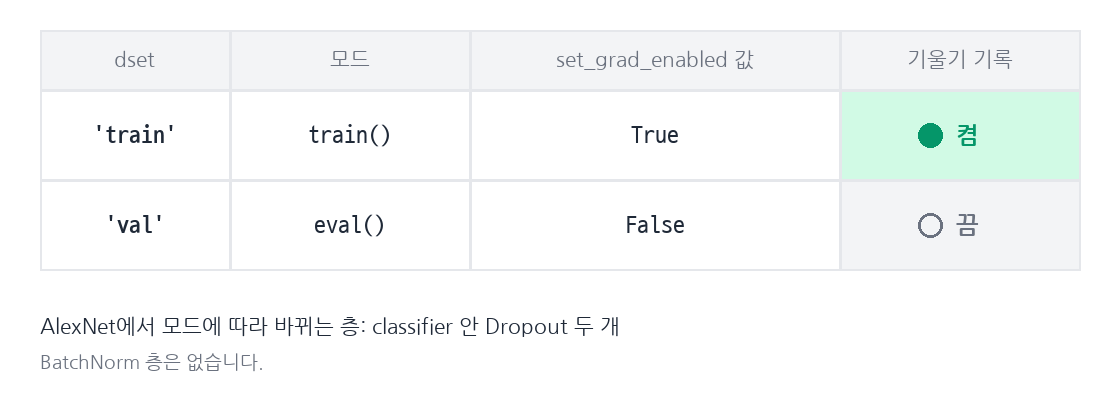 dset 모드 set_grad_enabled 값 기울기 기록
'train' train() True 켬
'val' eval() False 끔
AlexNet에서 모드에 따라 바뀌는 층: classifier 안 Dropout 두 개
BatchNorm 층은 없습니다.